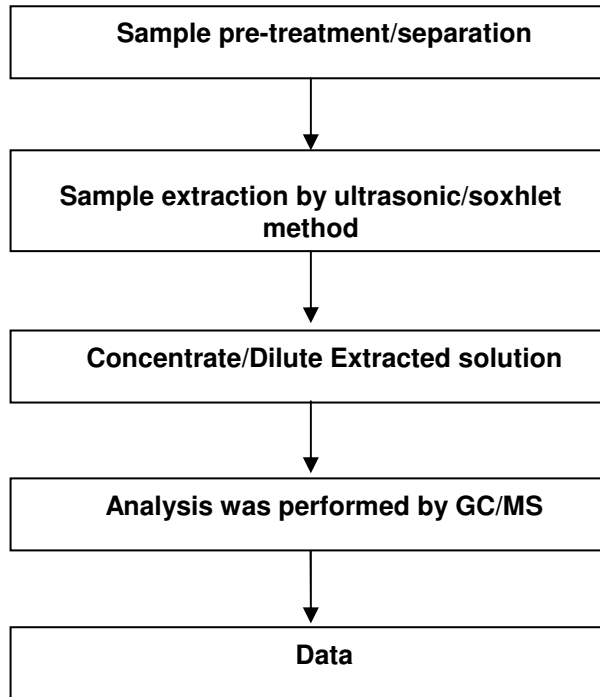 Sample pre-treatment/separation
Sample extraction by ultrasonic/soxhlet
method
Concentrate/Dilute Extracted solution
Analysis was performed by GC/MS
Data